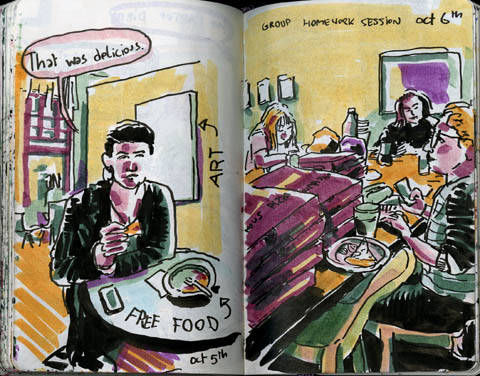 That was delicious.
ART
FREE FOOD
oct 5th
GROUP HOMEWORK SESSION oct 6th